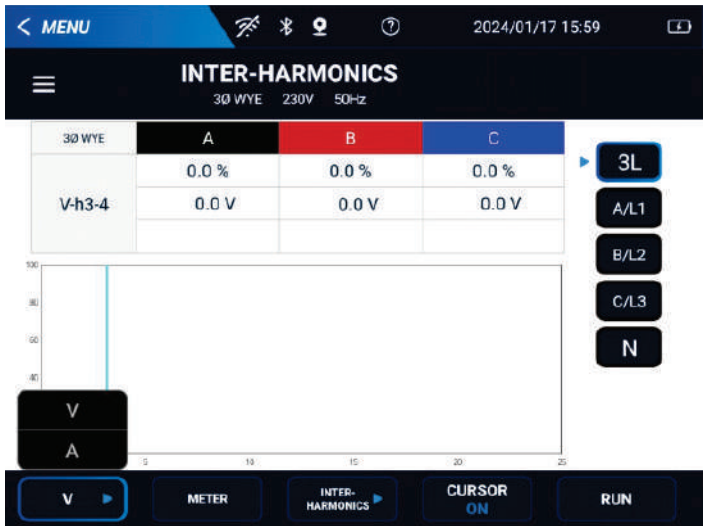 MENU
2024/01/17 15:59
INTER-HARMONICS
3Ø WYE 230V 50Hz
3Ø WYE A B C
0.0 % 0.0 % 0.0 %
V-h3-4
0.0 V 0.0 V 0.0 V
3L
A/L1
B/L2
C/L3
N
100
80
60
40
V
A
5 10 15 20 25
V
METER
INTER-
HARMONICS
CURSOR
ON
RUN